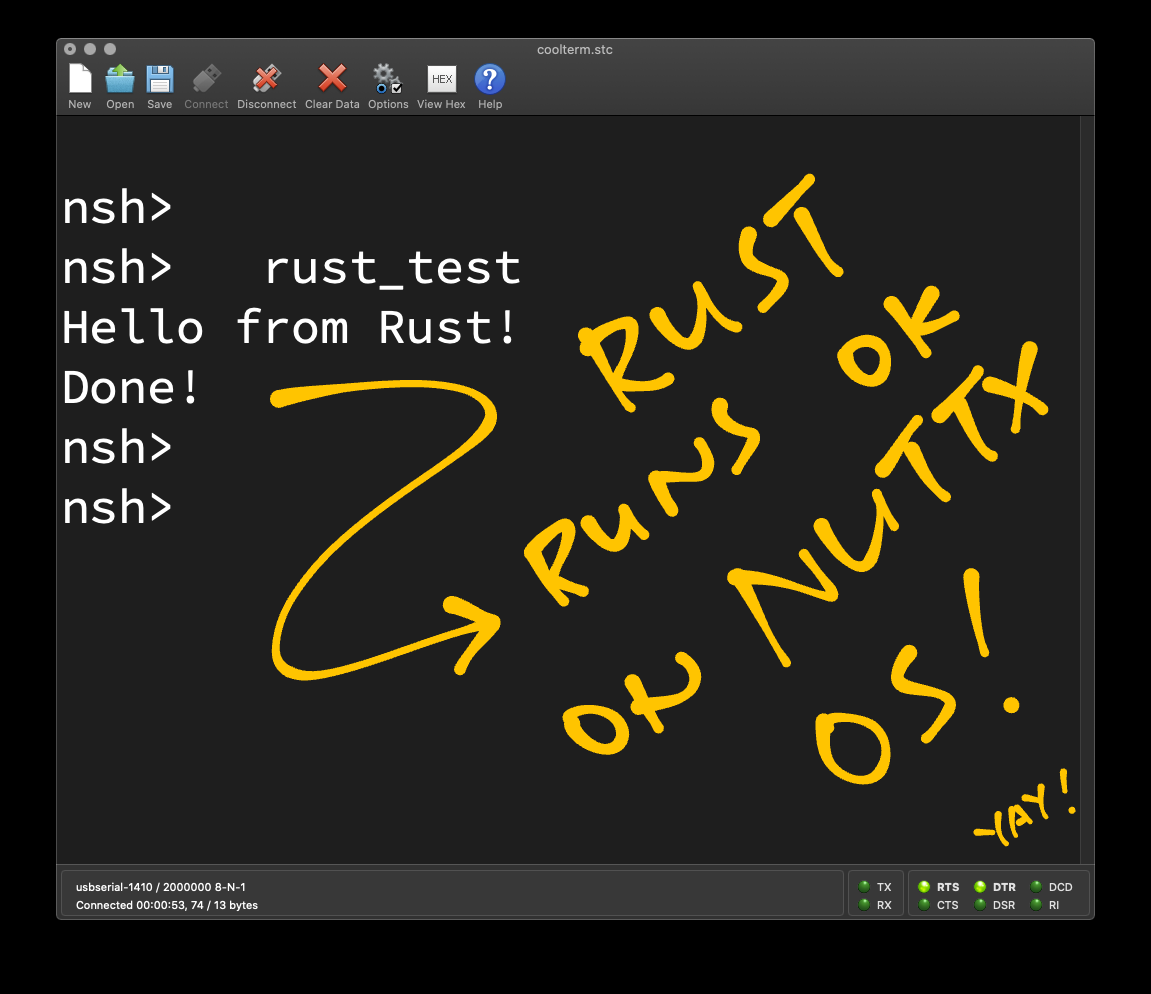 coolterm.stc
New Open Save Connect Disconnect Clear Data Options HEX View Hex ? Help
nsh>
nsh> rust_test
Hello from Rust!
Done!
nsh>
nsh>
RUST
RUNS OK
ON NUTTX
OS!
YAY!
usbserial-1410 / 2000000 8-N-1
Connected 00:00:53, 74 / 13 bytes
TX RTS DTR DCD
RX CTS DSR RI